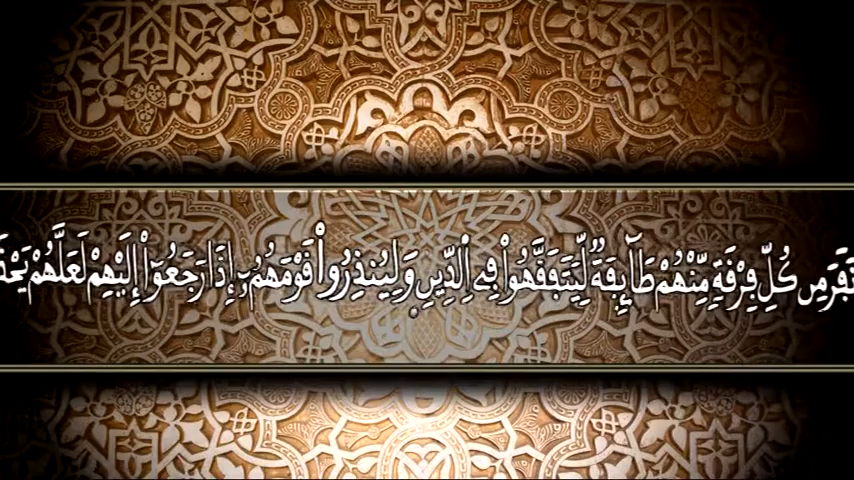 مِن كُلِّ فِرْقَةٍ مِّنْهُمْ طَآئِفَةٌ لِّيَتَفَقَّهُوا۟ فِى ٱلدِّينِ وَلِيُنذِرُوا۟ قَوْمَهُمُۥٓ إِذَا رَجَعُوٓا۟ إِلَيْهِمْ لَعَلَّهُمْ